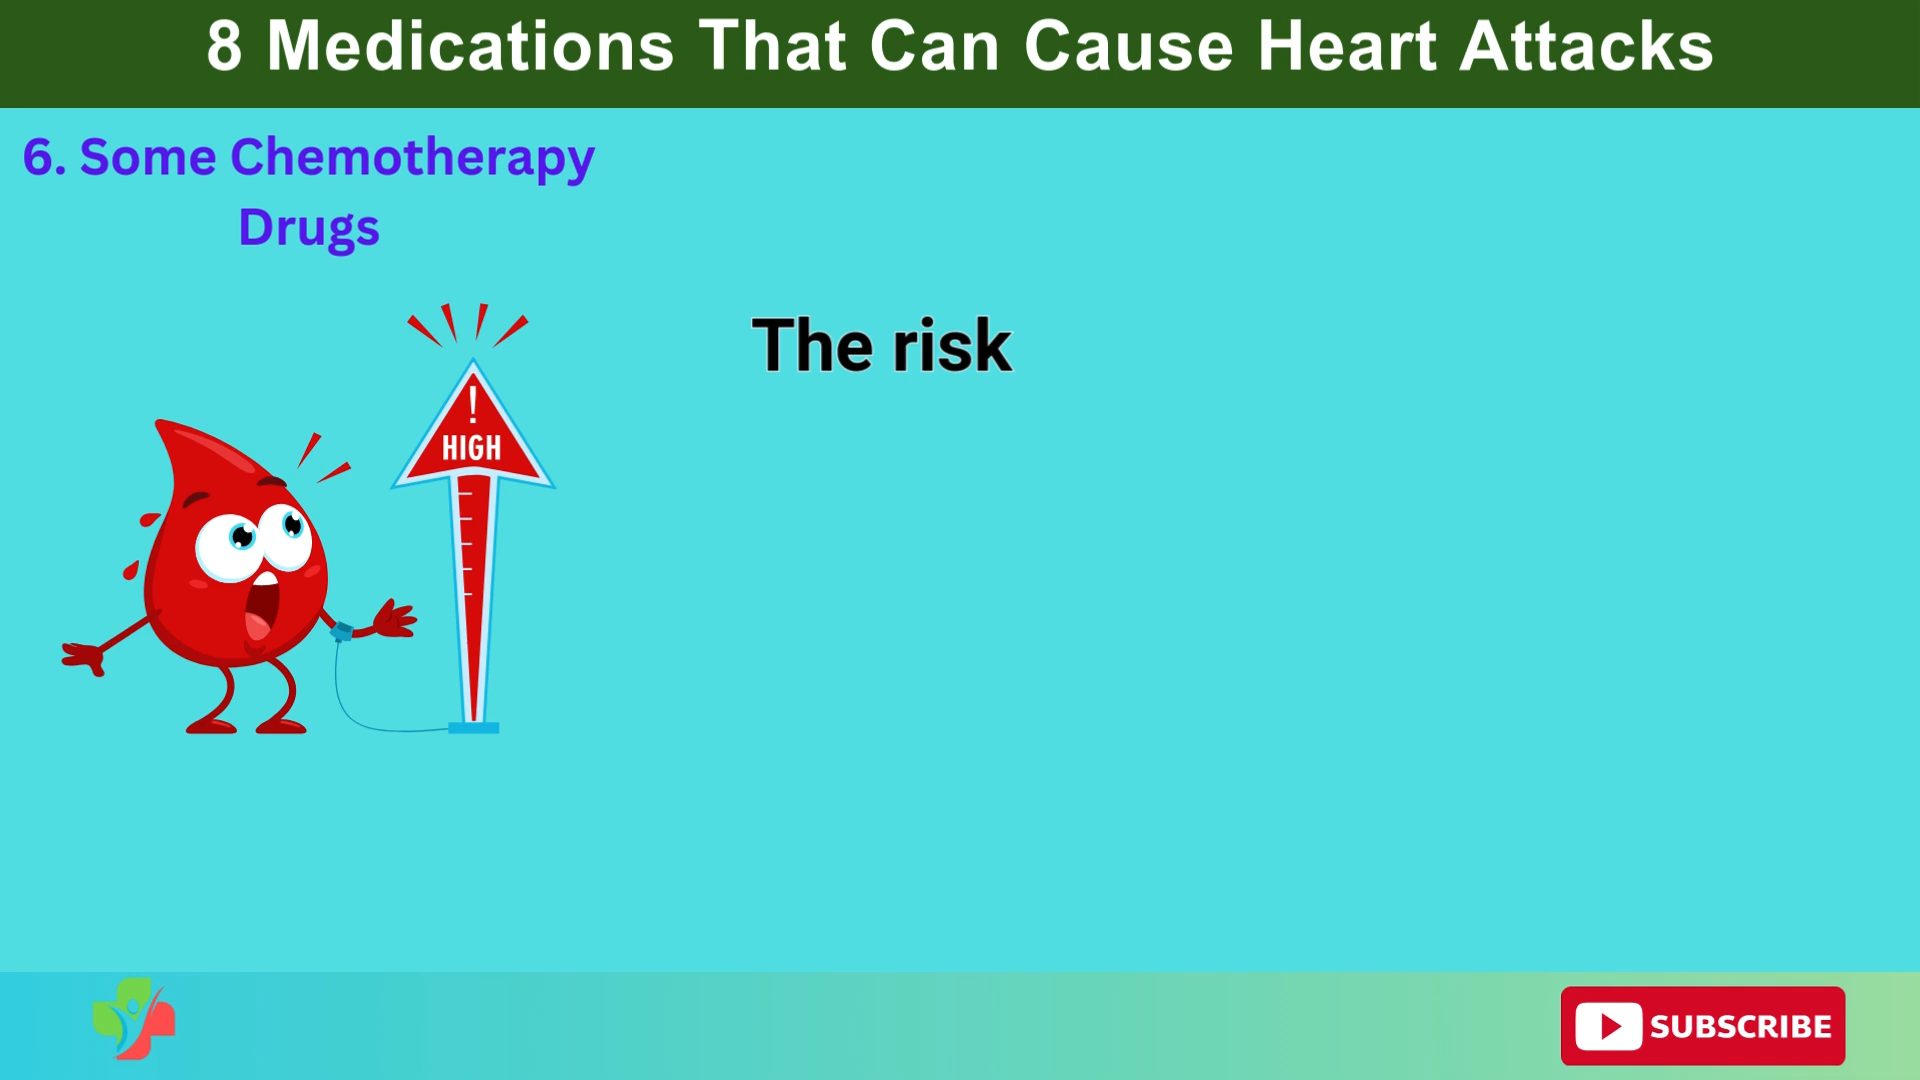 8 Medications That Can Cause Heart Attacks
6. Some Chemotherapy
Drugs
The risk
!
HIGH
SUBSCRIBE